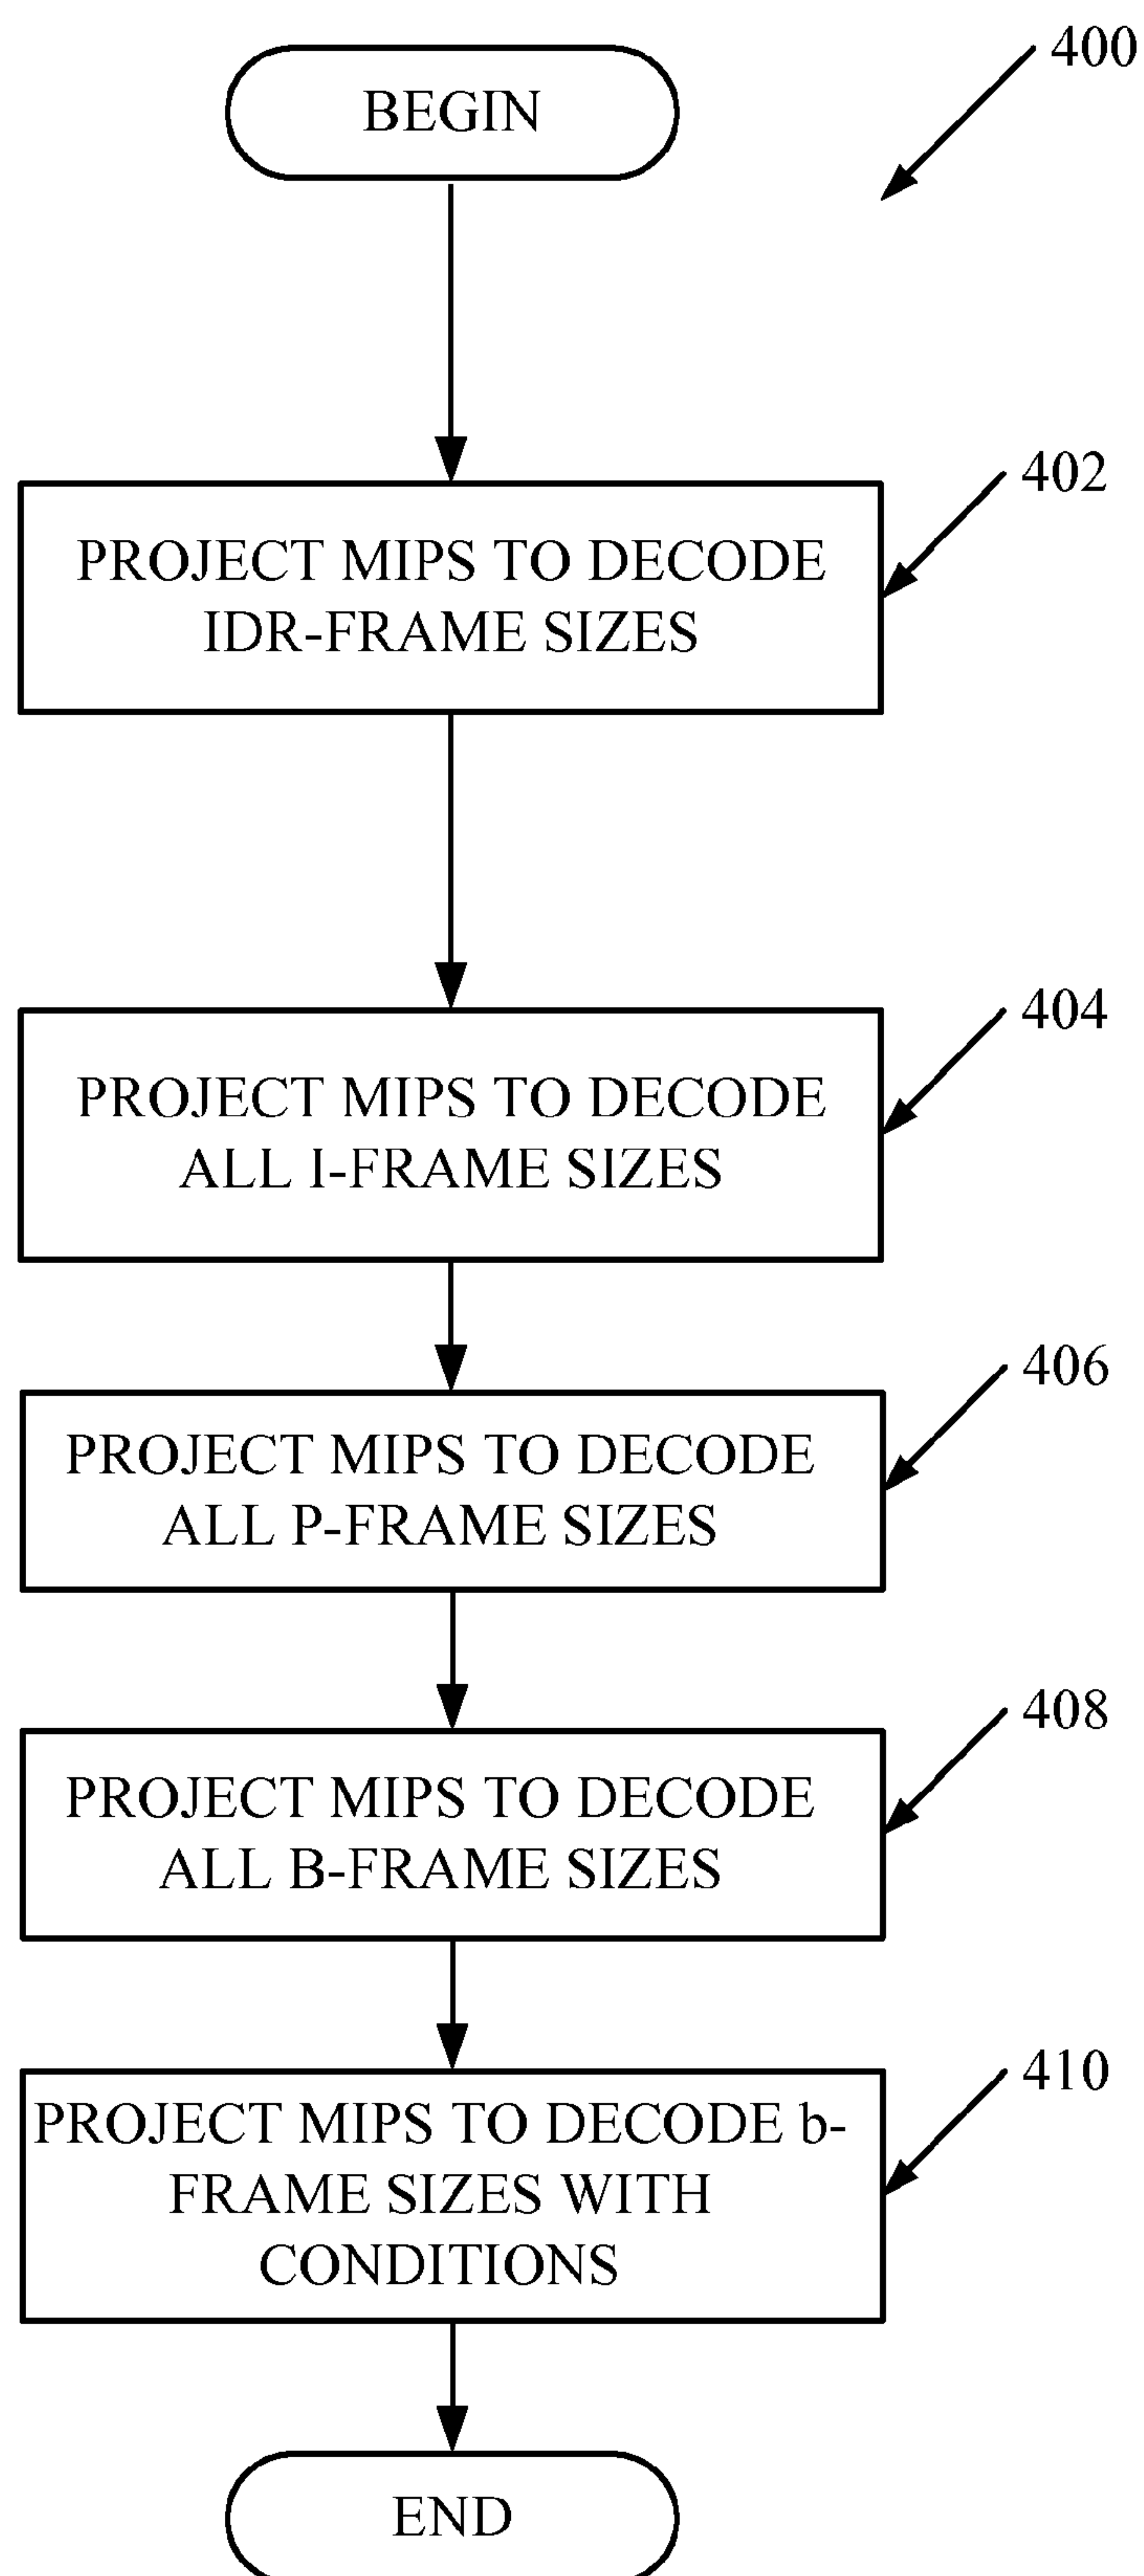 400
BEGIN
402
PROJECT MIPS TO DECODE
IDR-FRAME SIZES
404
PROJECT MIPS TO DECODE
ALL I-FRAME SIZES
406
PROJECT MIPS TO DECODE
ALL P-FRAME SIZES
408
PROJECT MIPS TO DECODE
ALL B-FRAME SIZES
410
PROJECT MIPS TO DECODE b-
FRAME SIZES WITH
CONDITIONS
END